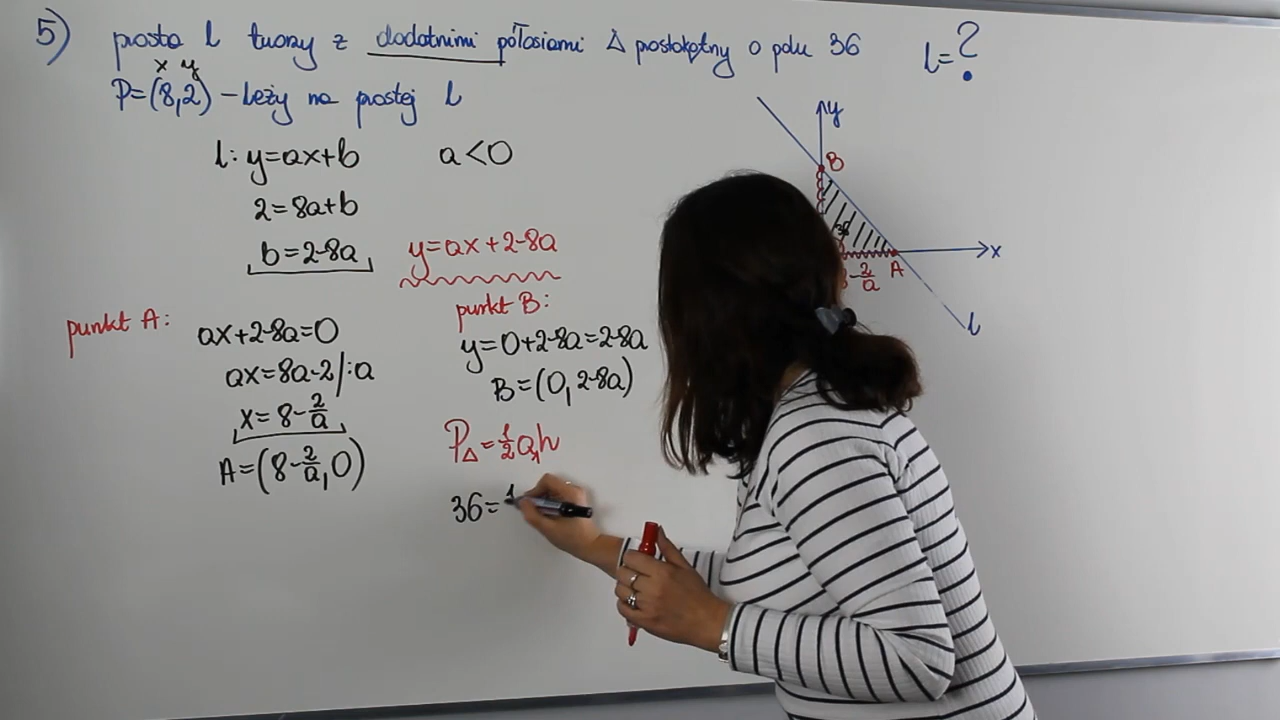 5) prosta l tworzy z dodatnimi półosiami Δ prostokątny o polu 36
l=?
x y
P=(8,2) – leży na prostej l
l: y=ax+b
a<0
2=8a+b
b=2-8a
y=ax+2-8a
punkt A:
ax+2-8a=0
ax=8a-2/:a
x=8-2/a
A=(8-2/a,0)
punkt B:
y=0+2-8a=2-8a
B=(0,2-8a)
PΔ=1/2a₁h
36=1
y
B
36
x
-2/a
A
l